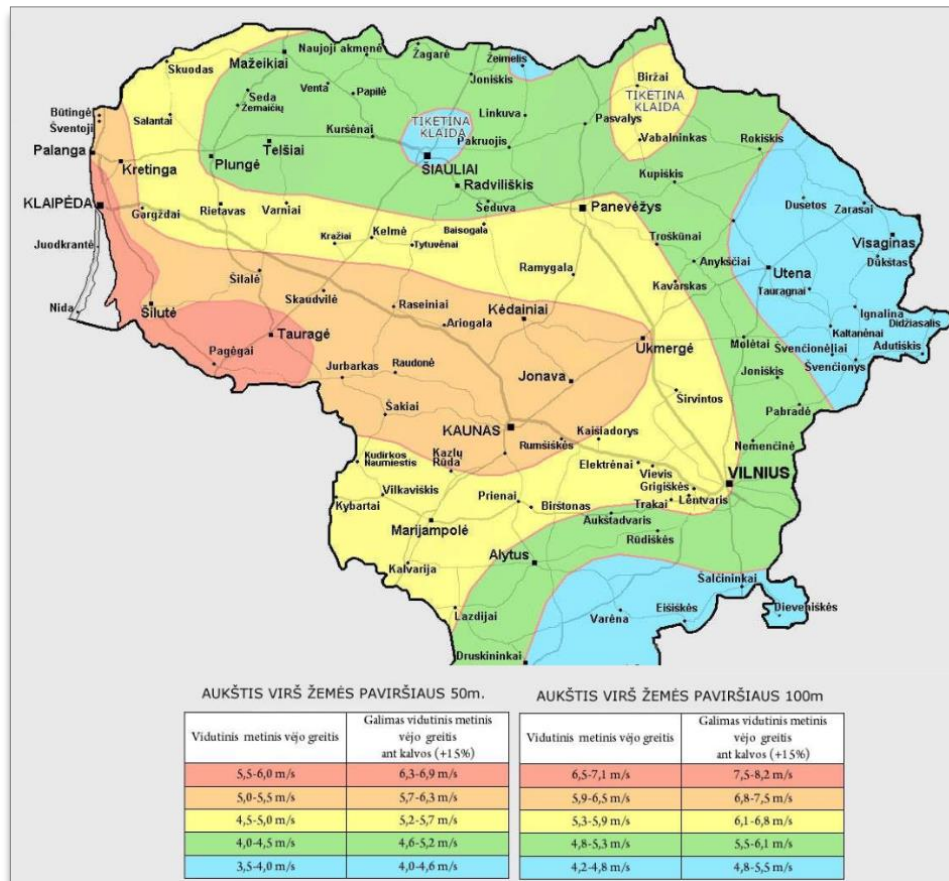 Naujoji akmenė
Žagarė
Žeimelis
Skuodas
Mažeikiai
Joniškis
Biržai
Seda
Žemaičių
Venta
Papilė
TIKĖTINA
KLAIDA
Būtingė
Šventoji
Salantai
Linkuva
Pasvalys
TIKĖTINA
KLAIDA
Kuršėnai
Vabalninkas
Rokiškis
Palanga
Telšiai
Pakruojis
Kretinga
Plungė
ŠIAULIAI
Radviliškis
Kupiškis
KLAIPĖDA
Gargždai
Rietavas
Varniai
Šeduva
Panevėžys
Dusetos
Zarasai
Juodkrantė
Kražiai
Kelmė
Tytuvėnai
Baisogala
Troškūnai
Visaginas
Anykščiai
Dūkštas
Šilalė
Ramygala
Utena
Kavarskas
Tauragnai
Nida
Šilutė
Skaudvilė
Raseiniai
Kėdainiai
Ignalina
Didžiasalis
Ariogala
Kaltanėnai
Tauragė
Ukmergė
Molėtai
Švenčionėliai
Adutiškis
Pagėgai
Švenčionys
Jurbarkas
Raudonė
Jonava
Joniškis
Širvintos
Šakiai
Pabradė
KAUNAS
Kaišiadorys
Rumšiškės
Nemenčinė
Kudirkos
Naumiestis
Kazlų
Rūda
Elektrėnai
Vievis
VILNIUS
Grigiškės
Vilkaviškis
Lentvaris
Kybartai
Prienai
Birštonas
Trakai
Marijampolė
Aukštadvaris
Rūdiškės
Alytus
Kalvarija
Šalčininkai
Lazdijai
Varėna
Eišiškės
Dieveniškės
Druskininkai
AUKŠTIS VIRŠ ŽEMĖS PAVIRŠIAUS 50m.
Vidutinis metinis vėjo greitis
Galimas vidutinis metinis
vėjo greitis
ant kalvos (+15%)
5,5-6,0 m/s 6,3-6,9 m/s
5,0-5,5 m/s 5,7-6,3 m/s
4,5-5,0 m/s 5,2-5,7 m/s
4,0-4,5 m/s 4,6-5,2 m/s
3,5-4,0 m/s 4,0-4,6 m/s
AUKŠTIS VIRŠ ŽEMĖS PAVIRŠIAUS 100m
Vidutinis metinis vėjo greitis
Galimas vidutinis metinis
vėjo greitis
ant kalvos (+15%)
6,5-7,1 m/s 7,5-8,2 m/s
5,9-6,5 m/s 6,8-7,5 m/s
5,3-5,9 m/s 6,1-6,8 m/s
4,8-5,3 m/s 5,5-6,1 m/s
4,2-4,8 m/s 4,8-5,5 m/s